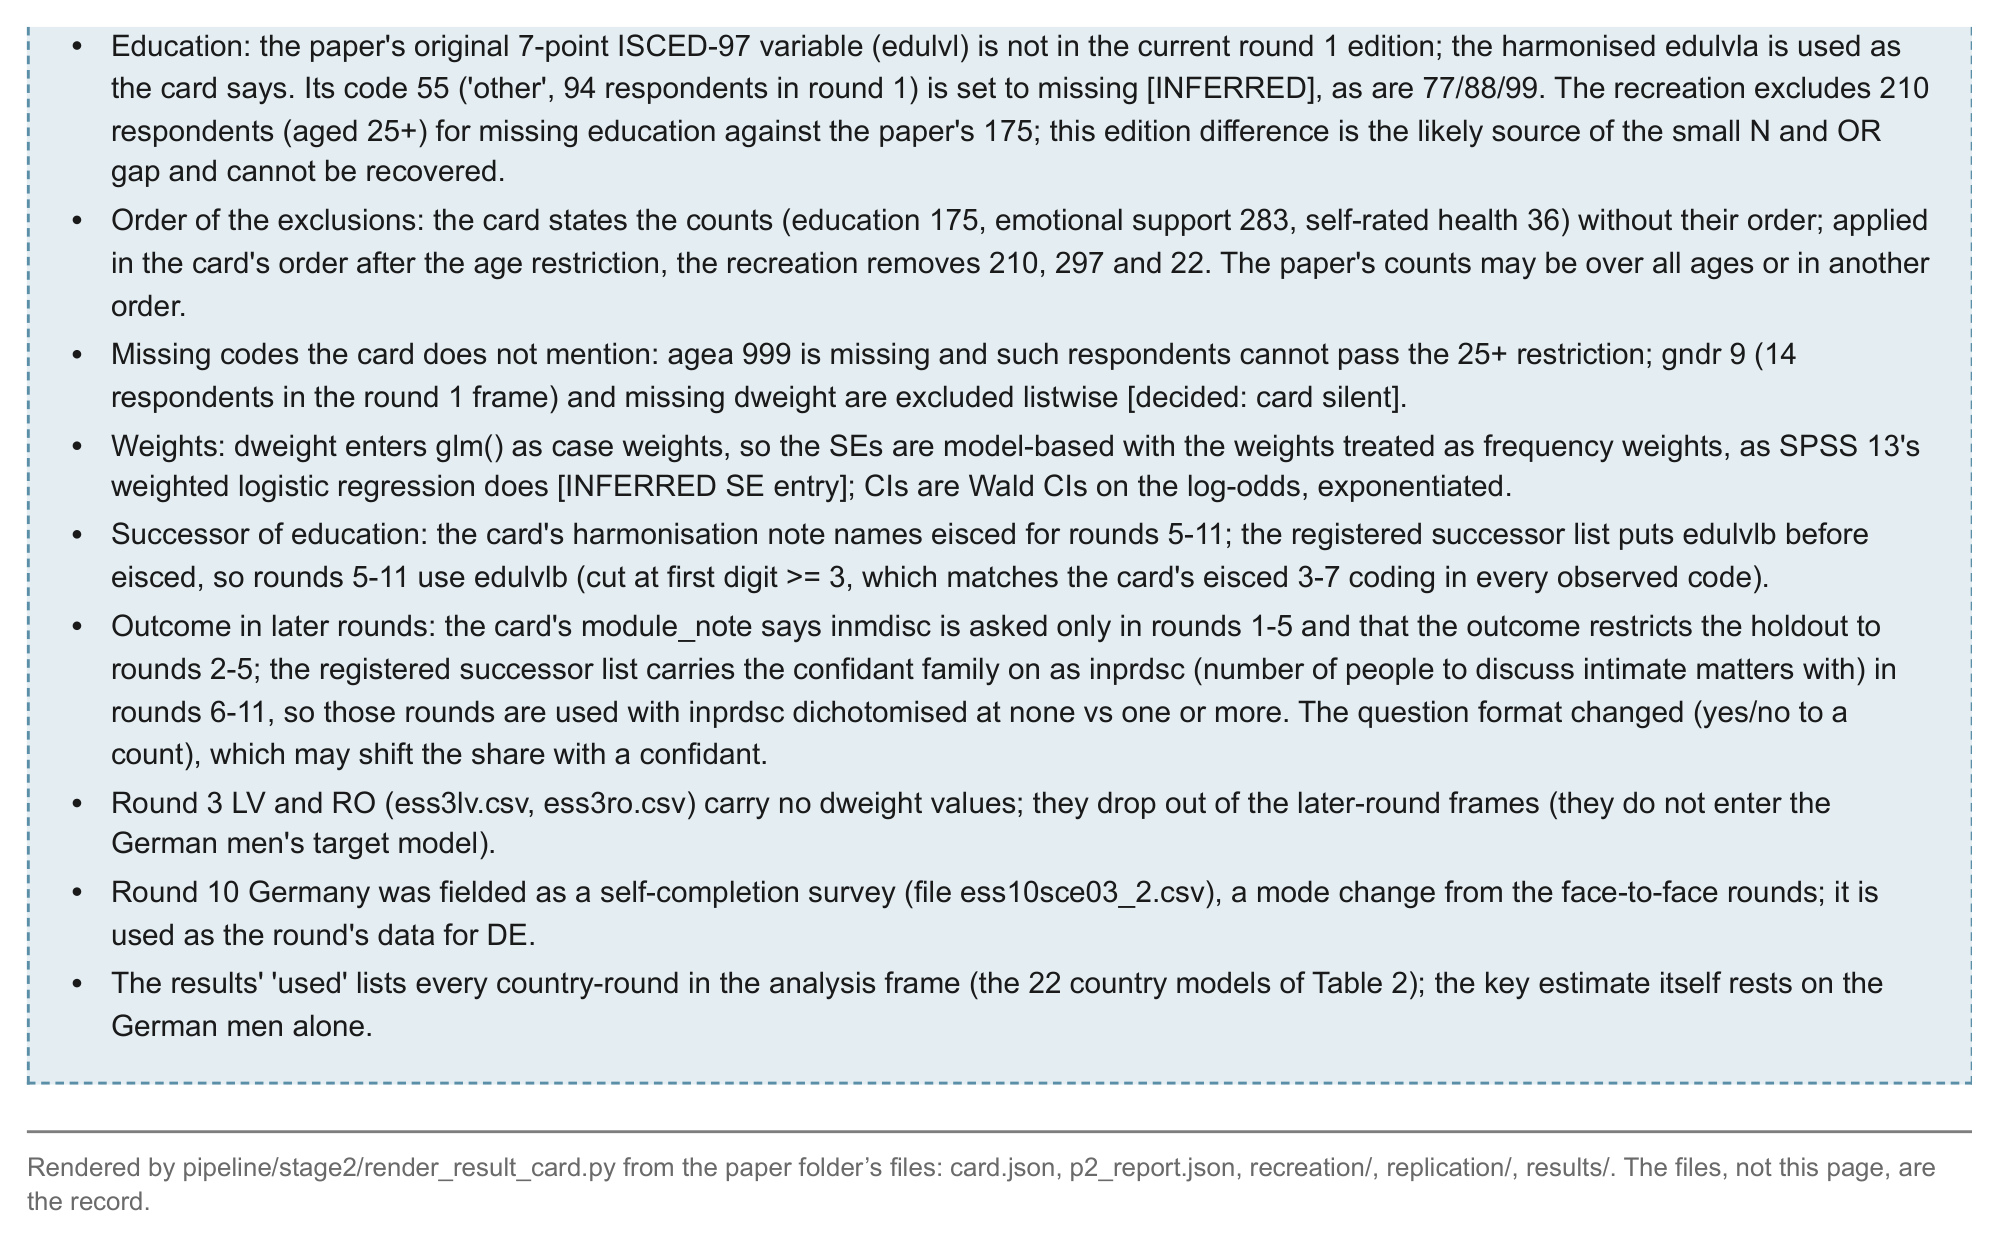 • Education: the paper's original 7-point ISCED-97 variable (edulvl) is not in the current round 1 edition; the harmonised edulvla is used as
the card says. Its code 55 ('other', 94 respondents in round 1) is set to missing [INFERRED], as are 77/88/99. The recreation excludes 210
respondents (aged 25+) for missing education against the paper's 175; this edition difference is the likely source of the small N and OR
gap and cannot be recovered.
• Order of the exclusions: the card states the counts (education 175, emotional support 283, self-rated health 36) without their order; applied
in the card's order after the age restriction, the recreation removes 210, 297 and 22. The paper's counts may be over all ages or in another
order.
• Missing codes the card does not mention: agea 999 is missing and such respondents cannot pass the 25+ restriction; gndr 9 (14
respondents in the round 1 frame) and missing dweight are excluded listwise [decided: card silent].
• Weights: dweight enters glm() as case weights, so the SEs are model-based with the weights treated as frequency weights, as SPSS 13's
weighted logistic regression does [INFERRED SE entry]; CIs are Wald CIs on the log-odds, exponentiated.
• Successor of education: the card's harmonisation note names eisced for rounds 5-11; the registered successor list puts edulvlb before
eisced, so rounds 5-11 use edulvlb (cut at first digit >= 3, which matches the card's eisced 3-7 coding in every observed code).
• Outcome in later rounds: the card's module_note says inmdisc is asked only in rounds 1-5 and that the outcome restricts the holdout to
rounds 2-5; the registered successor list carries the confidant family on as inprdsc (number of people to discuss intimate matters with) in
rounds 6-11, so those rounds are used with inprdsc dichotomised at none vs one or more. The question format changed (yes/no to a
count), which may shift the share with a confidant.
• Round 3 LV and RO (ess3lv.csv, ess3ro.csv) carry no dweight values; they drop out of the later-round frames (they do not enter the
German men's target model).
• Round 10 Germany was fielded as a self-completion survey (file ess10sce03_2.csv), a mode change from the face-to-face rounds; it is
used as the round's data for DE.
• The results' 'used' lists every country-round in the analysis frame (the 22 country models of Table 2); the key estimate itself rests on the
German men alone.
Rendered by pipeline/stage2/render_result_card.py from the paper folder’s files: card.json, p2_report.json, recreation/, replication/, results/. The files, not this page, are
the record.